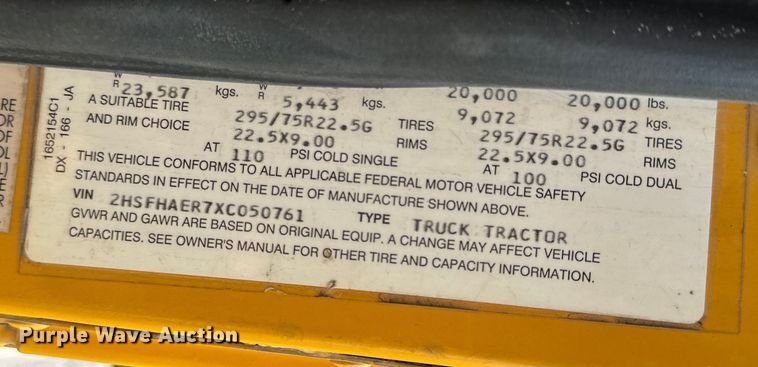 W 20,000 20,000 lbs.
R 23,587 kgs. R 5,443 kgs. 9,072 9,072 kgs.
A SUITABLE TIRE 295/75R22.5G TIRES 295/75R22.5G TIRES
AND RIM CHOICE 22.5X9.00 RIMS 22.5X9.00 RIMS
AT 110 PSI COLD SINGLE AT 100 PSI COLD DUAL
THIS VEHICLE CONFORMS TO ALL APPLICABLE FEDERAL MOTOR VEHICLE SAFETY
STANDARDS IN EFFECT ON THE DATE OF MANUFACTURE SHOWN ABOVE.
VIN 2HSFHAER7XC050761 TYPE TRUCK TRACTOR
GVWR AND GAWR ARE BASED ON ORIGINAL EQUIP. A CHANGE MAY AFFECT VEHICLE
CAPACITIES. SEE OWNER'S MANUAL FOR OTHER TIRE AND CAPACITY INFORMATION.
1652154C1
DX - 166 - JA
Purple Wave Auction